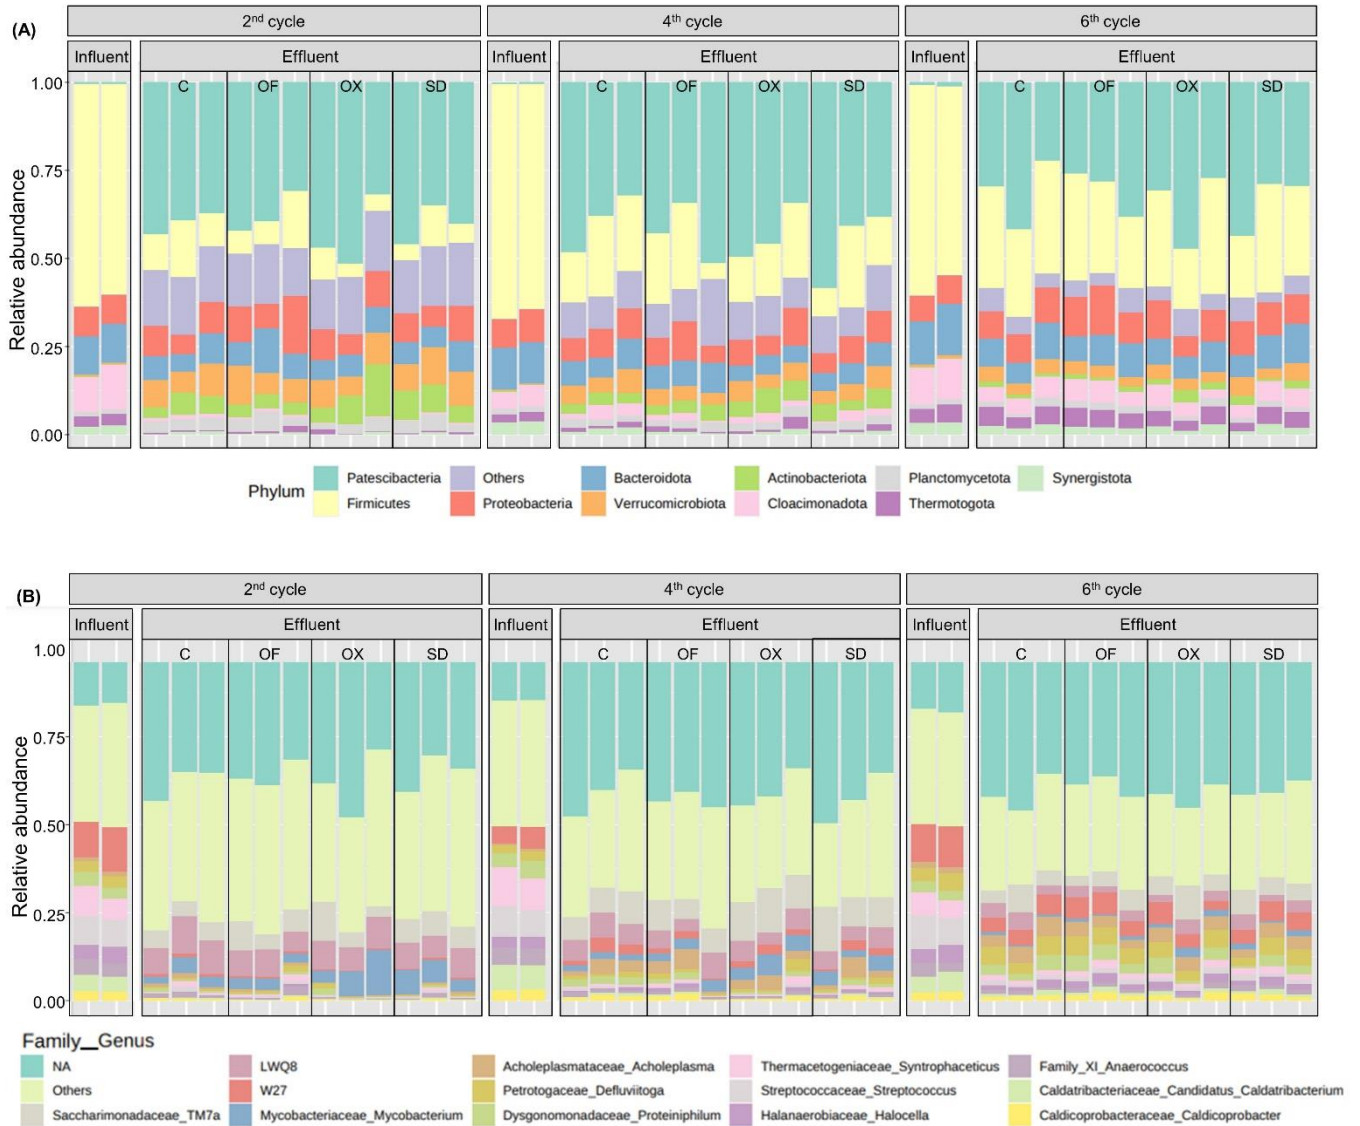 (A)
2nd cycle 4th cycle 6th cycle
Influent Effluent Influent Effluent Influent Effluent
C OF OX SD C OF OX SD C OF OX SD
1.00
0.75
0.50
0.25
0.00
Relative abundance
Phylum
Patescibacteria Others Bacteroidota Actinobacteriota Planctomycetota Synergistota
Firmicutes Proteobacteria Verrucomicrobiota Cloacimonadota Thermotogota
(B)
2nd cycle 4th cycle 6th cycle
Influent Effluent Influent Effluent Influent Effluent
C OF OX SD C OF OX SD C OF OX SD
1.00
0.75
0.50
0.25
0.00
Relative abundance
Family__Genus
NA LWQ8 Acholeplasmataceae_Acholeplasma Thermacetogeniaceae_Syntrophaceticus Family_XI_Anaerococcus
Others W27 Petrotogaceae_Defluviitoga Streptococcaceae_Streptococcus Caldatribacteriaceae_Candidatus_Caldatribacterium
Saccharimonadaceae_TM7a Mycobacteriaceae_Mycobacterium Dysgonomonadaceae_Proteiniphilum Halanaerobiaceae_Halocella Caldicoprobacteraceae_Caldicoprobacter